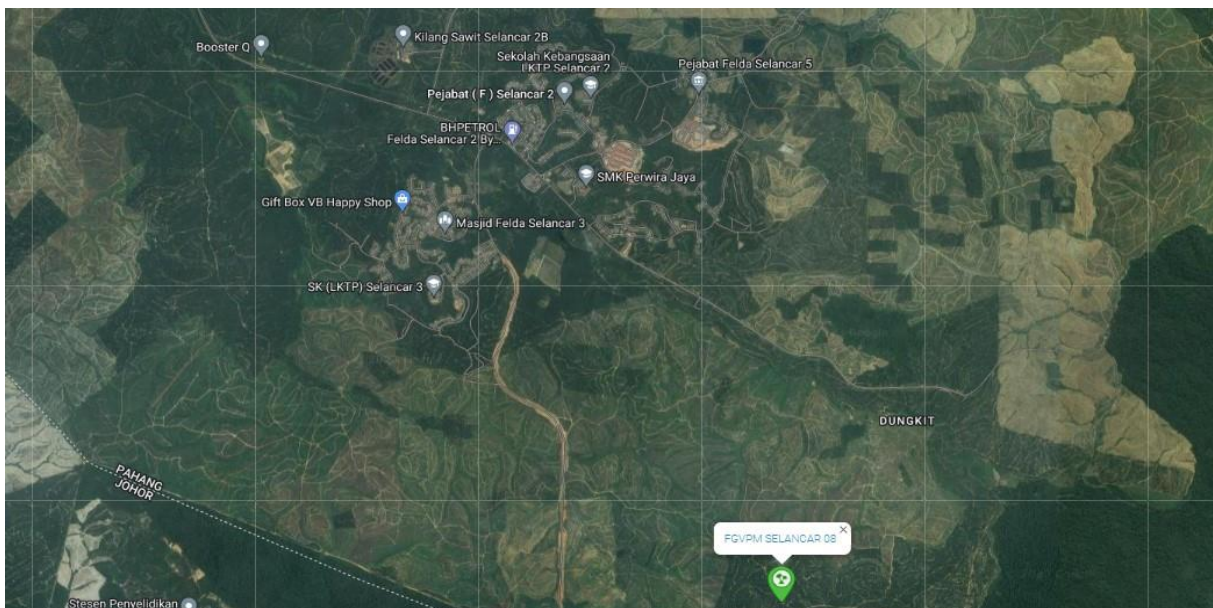 Kilang Sawit Selancar 2B
Booster Q
Sekolah Kebangsaan
LKTP Selancar 2
Pejabat Felda Selancar 5
Pejabat ( F ) Selancar 2
BHPETROL
Felda Selancar 2 By...
SMK Perwira Jaya
Gift Box VB Happy Shop
Masjid Felda Selancar 3
SK (LKTP) Selancar 3
DUNGKIT
PAHANG
JOHOR
FGVPM SELANCAR 08
Stesen Penyelidikan